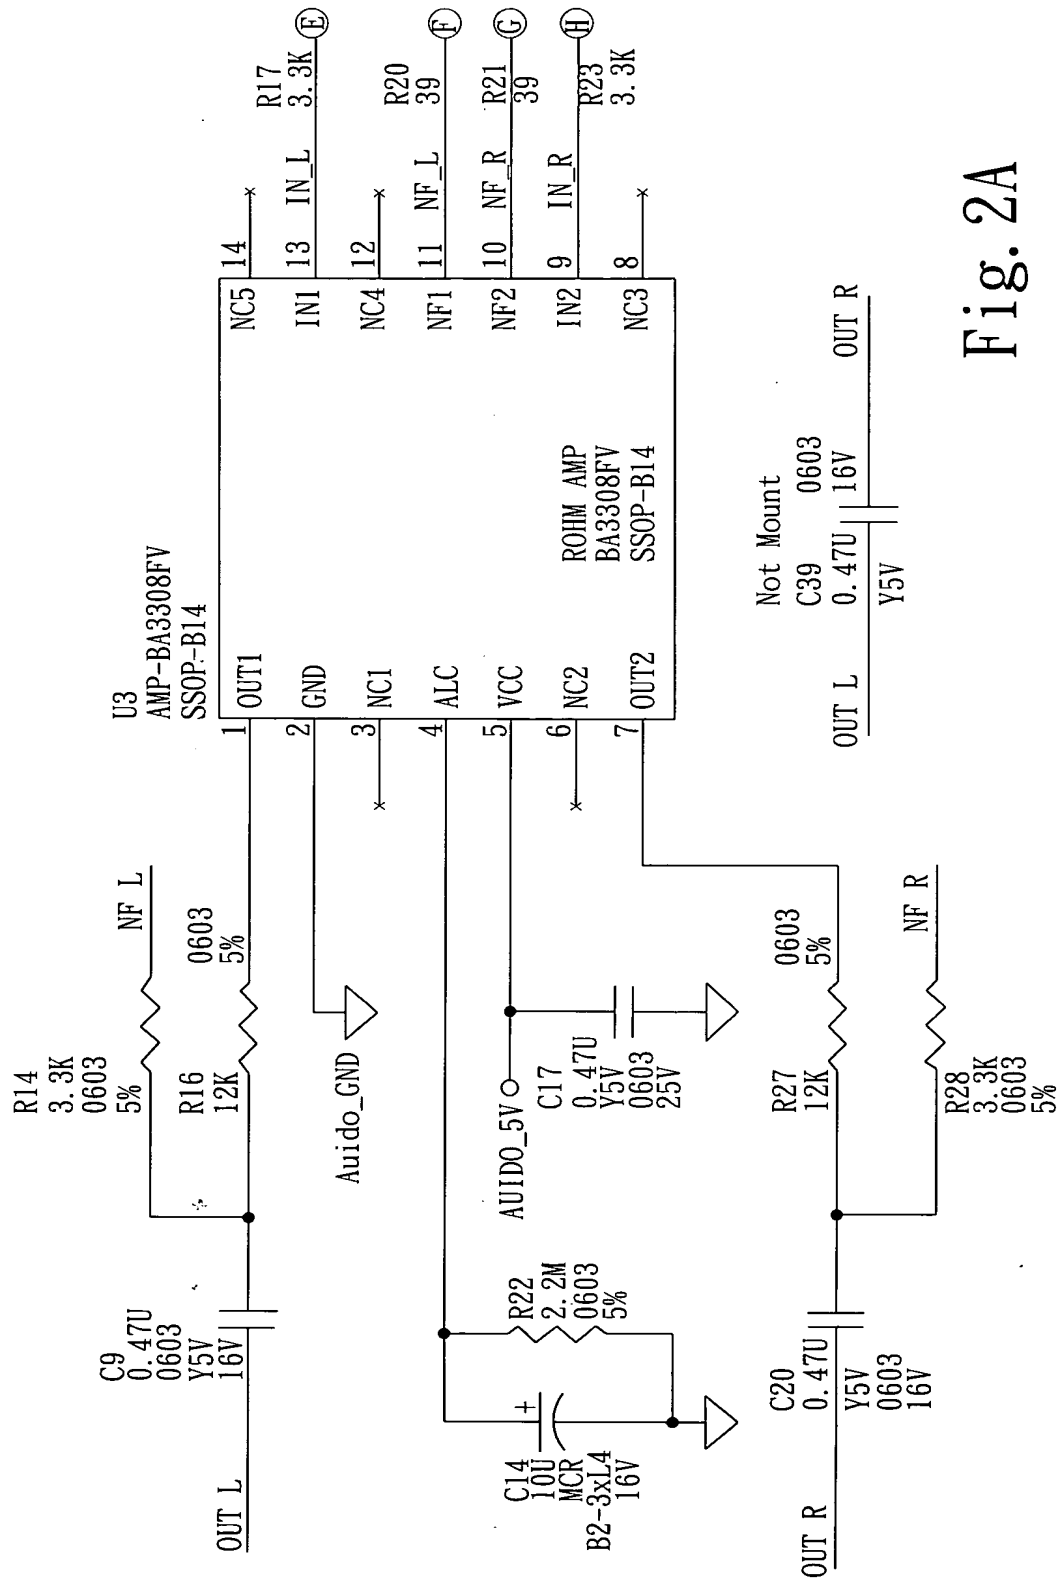 R14
3.3K
0603
5%
NF L
C9
0.47U
0603
Y5V
16V
R16
12K
0603
5%
OUT L
U3
AMP-BA3308FV
SSOP-B14
1
OUT1
2
GND
3
NC1
4
ALC
5
VCC
6
NC2
7
OUT2
NC5
14
IN1
13
IN_L
R17
3.3K
E
NC4
12
NF1
11
NF_L
R20
39
F
NF2
10
NF_R
R21
39
G
IN2
9
IN_R
R23
3.3K
H
NC3
8
ROHM AMP
BA3308FV
SSOP-B14
Auido_GND
AUIDO_5V
C17
0.47U
Y5V
0603
25V
R22
2.2M
0603
5%
C14
10U
MCR
B2-3xL4
16V
R27
12K
0603
5%
C20
0.47U
Y5V
0603
16V
OUT R
R28
3.3K
0603
5%
NF R
Not Mount
C39
0603
0.47U
16V
OUT L
OUT R
Y5V
Fig. 2A